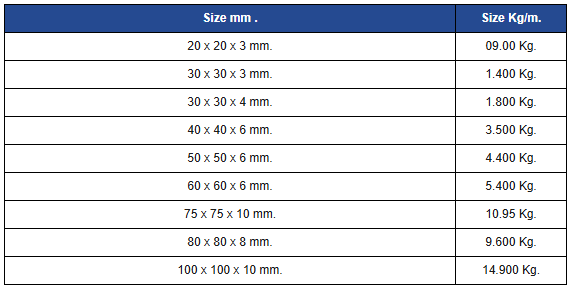 Size mm . Size Kg/m.
20 x 20 x 3 mm. 09.00 Kg.
30 x 30 x 3 mm. 1.400 Kg.
30 x 30 x 4 mm. 1.800 Kg.
40 x 40 x 6 mm. 3.500 Kg.
50 x 50 x 6 mm. 4.400 Kg.
60 x 60 x 6 mm. 5.400 Kg.
75 x 75 x 10 mm. 10.95 Kg.
80 x 80 x 8 mm. 9.600 Kg.
100 x 100 x 10 mm. 14.900 Kg.